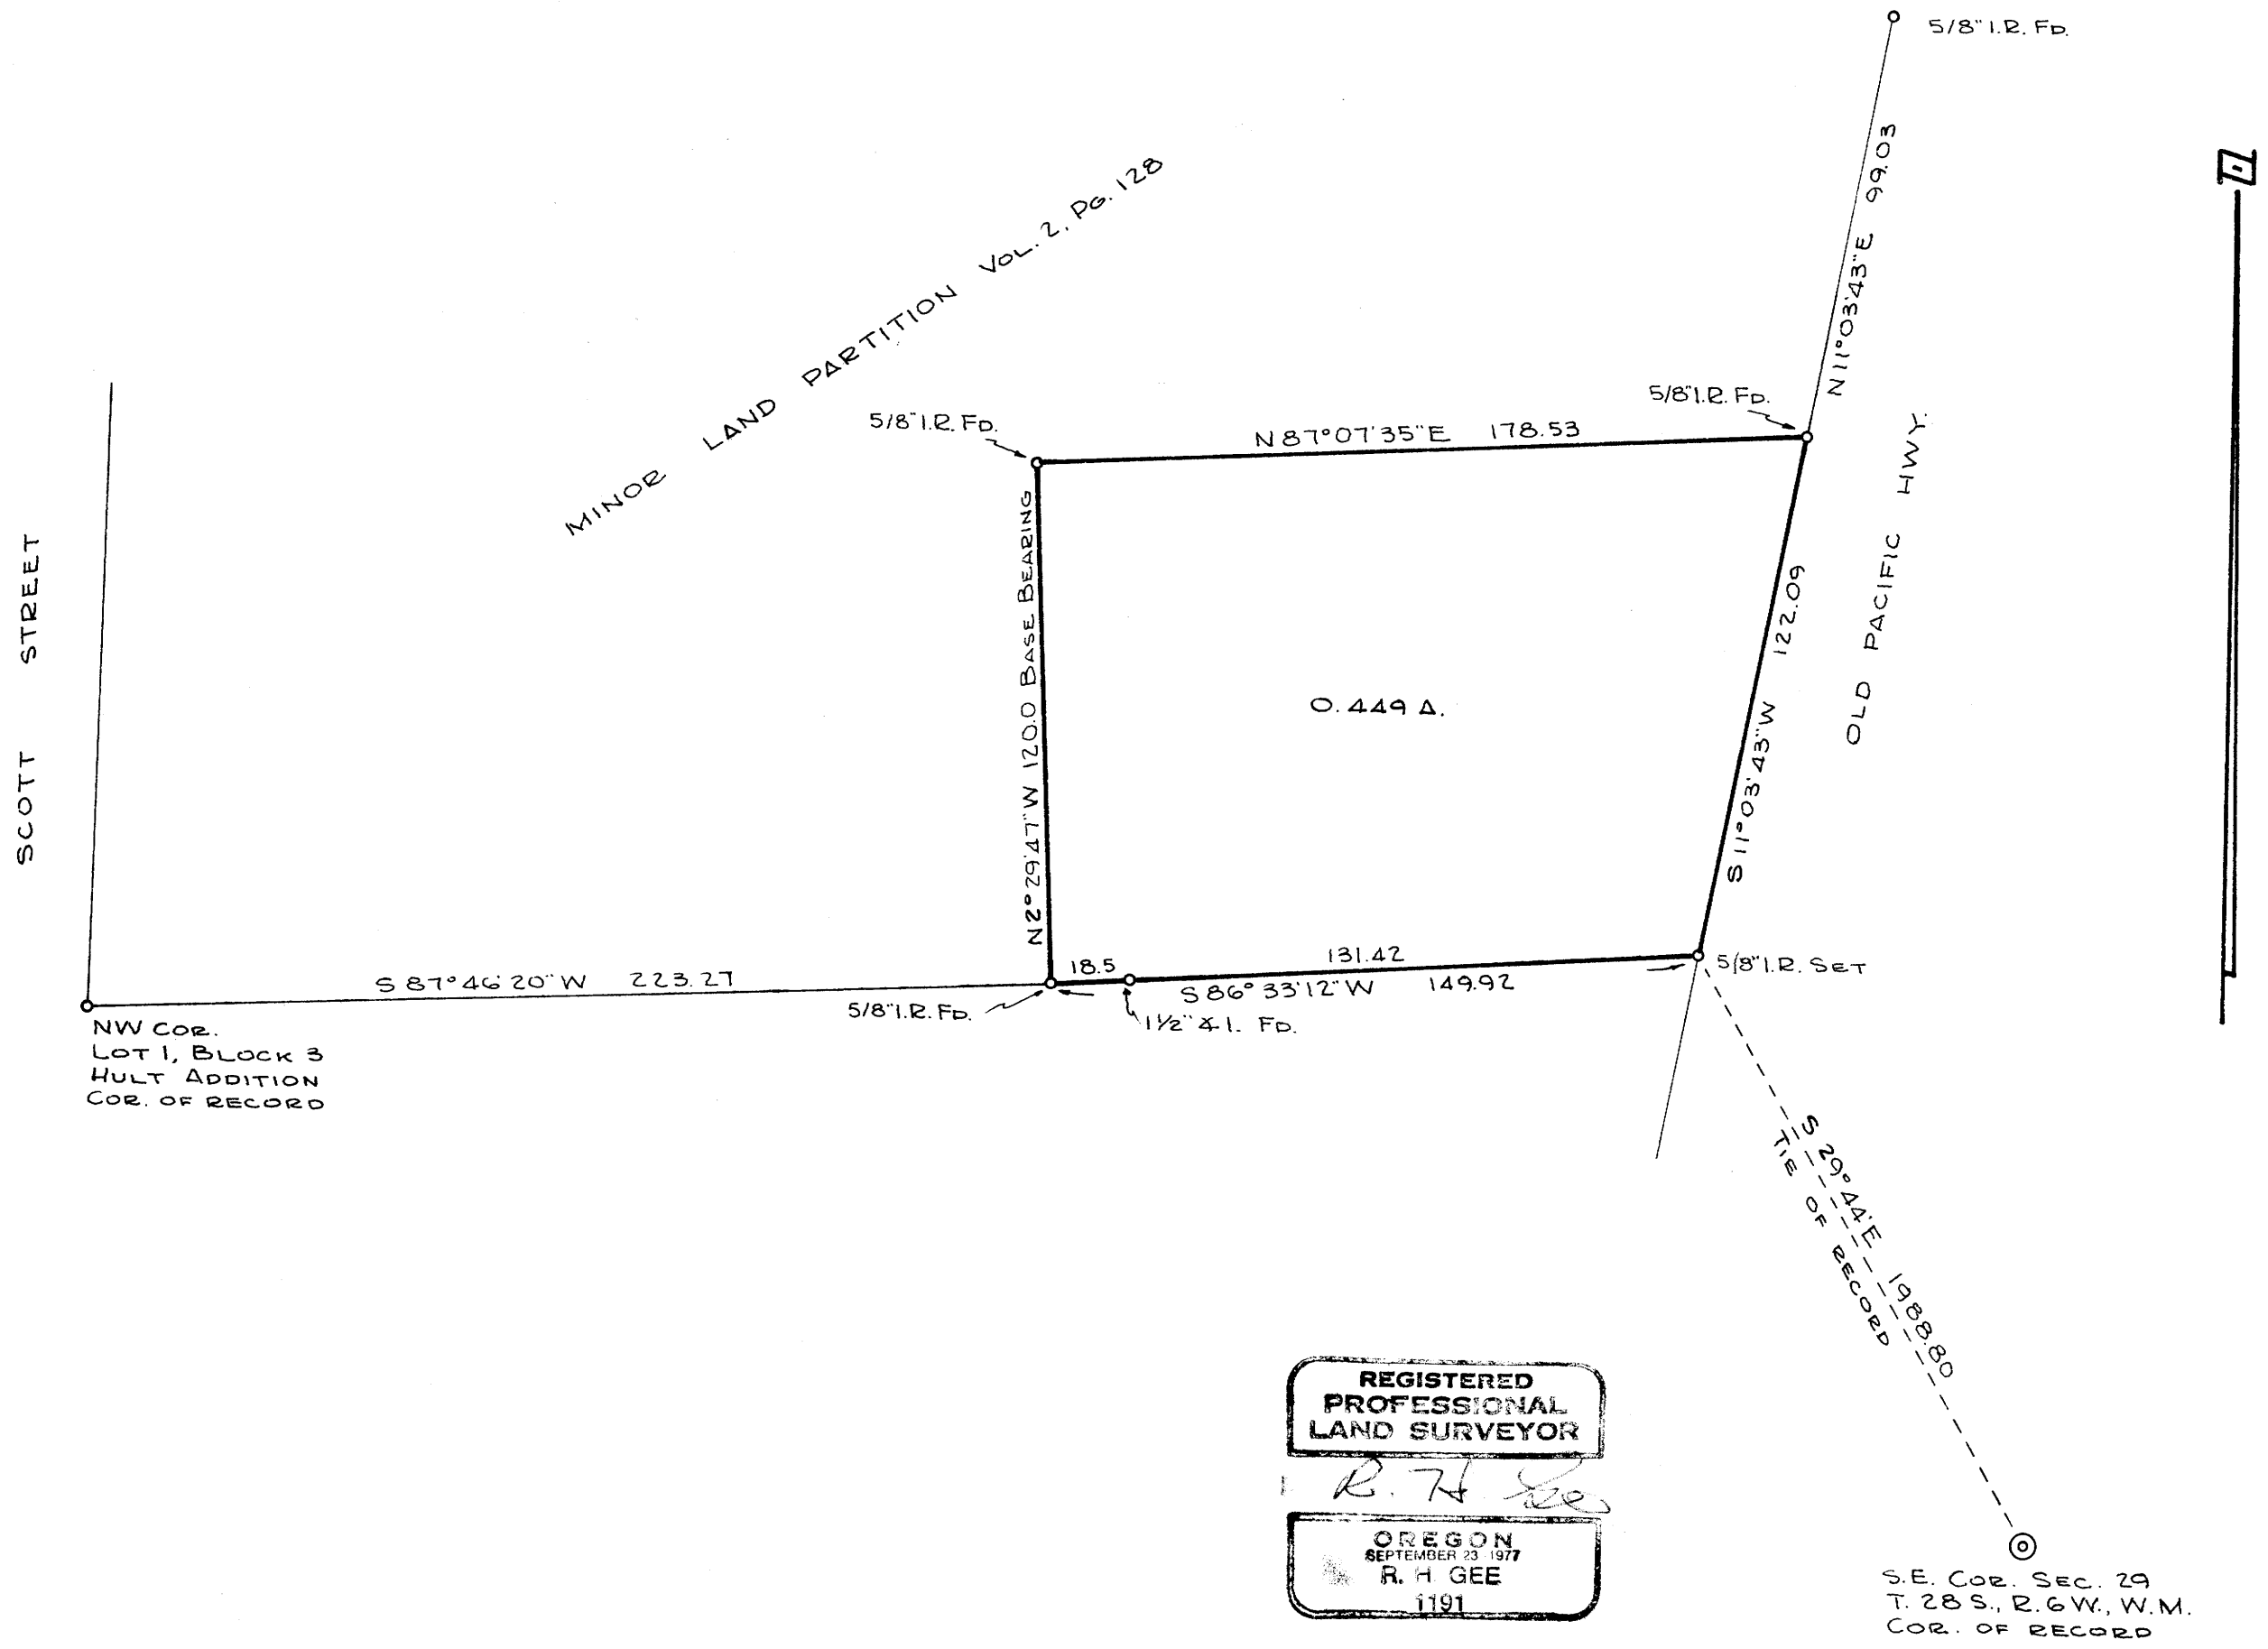 5/8" I.R. FD.
N11°03'43"E 99.03
MINOR LAND PARTITION VOL. 2, PG. 128
5/8" I.R. FD.
5/8" I.R. FD.
N 87°07'35"E 178.53
SCOTT STREET
N2°29'47"W 120.0 BASE BEARING
0.449 A.
S 11°03'43"W 122.09
OLD PACIFIC HWY.
S 87°46'20"W 223.27
18.5
131.42
S 86°33'12"W 149.92
5/8" I.R. SET
5/8" I.R. FD.
1½" ∡ I. FD.
NW COR.
LOT 1, BLOCK 3
HULT ADDITION
COR. OF RECORD
S 29°44'E 1988.80
TIE OF RECORD
REGISTERED
PROFESSIONAL
LAND SURVEYOR
R. H. Gee
OREGON
SEPTEMBER 23 1977
R. H. GEE
1191
S.E. COR. SEC. 29
T. 28 S., R. 6 W., W.M.
COR. OF RECORD